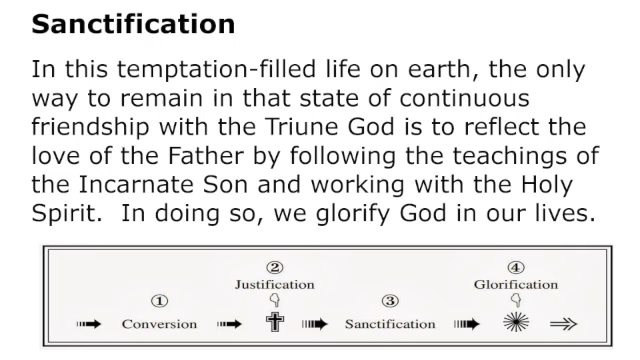 Sanctification
In this temptation-filled life on earth, the only
way to remain in that state of continuous
friendship with the Triune God is to reflect the
love of the Father by following the teachings of
the Incarnate Son and working with the Holy
Spirit.  In doing so, we glorify God in our lives.
② ④
Justification Glorification
① ③
Conversion Sanctification